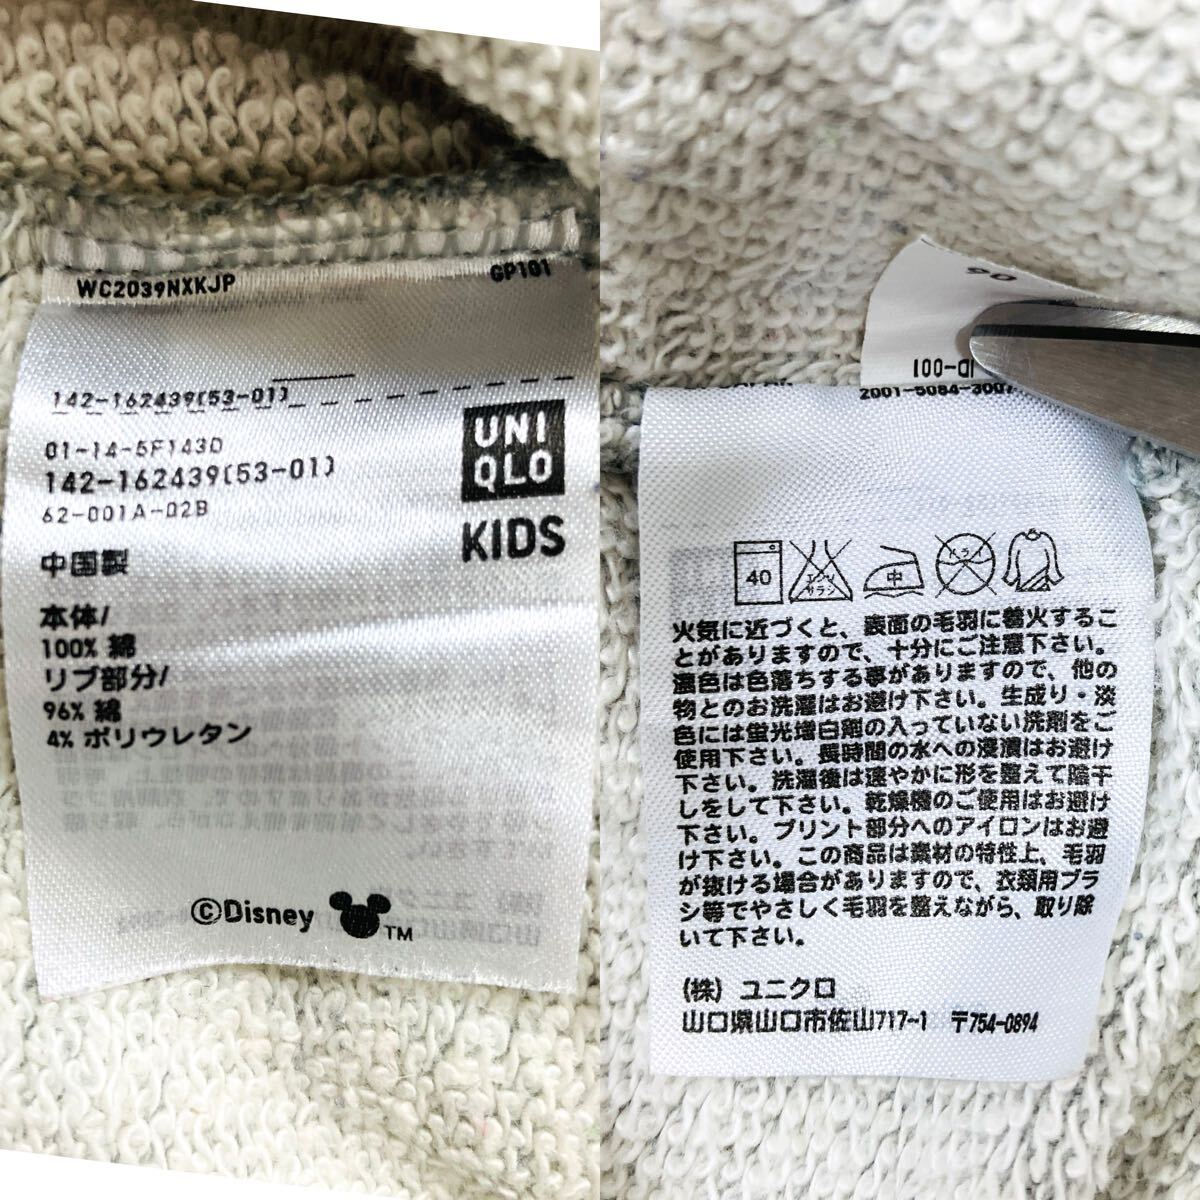 WC2039NXKJP
GP101
142-162439(53-01)
01-14-5F143D
142-162439(53-01)
62-001A-02B
UNI
QLO
KIDS
中国製
本体/
100% 綿
リブ部分/
96% 綿
4% ポリウレタン
©Disney TM
05
ID-001
2001-5084-3007
40
エンソ
サラシ
中
ドライ
火気に近づくと、表面の毛羽に着火するこ
とがありますので、十分にご注意下さい。
濃色は色落ちする事がありますので、他の
物とのお洗濯はお避け下さい。生成り・淡
色には蛍光増白剤の入っていない洗剤をご
使用下さい。長時間の水への浸漬はお避け
下さい。洗濯後は速やかに形を整えて陰干
しをして下さい。乾燥機のご使用はお避け
下さい。プリント部分へのアイロンはお避
け下さい。この商品は素材の特性上、毛羽
が抜ける場合がありますので、衣類用ブラ
シ等でやさしく毛羽を整えながら、取り除
いて下さい。
(株) ユニクロ
山口県山口市佐山717-1 〒754-0894